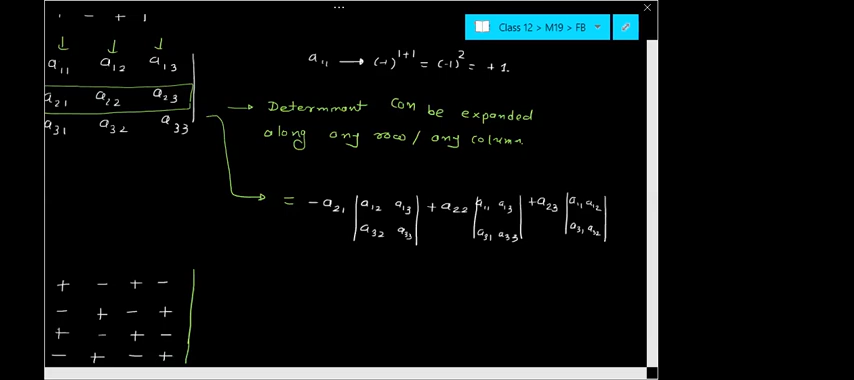 - + 1
Class 12 > M19 > FB
↓ ↓ ↓
a11 a12 a13
a21 a22 a23
a31 a32 a33
a11 → (-1)^1+1 = (-1)^2 = +1.
→ Determinant can be expanded
along any row / any column
= -a21 |a12 a13| + a22 |a11 a13| + a23 |a11 a12|
|a32 a33| |a31 a33| |a31 a32|
+ - + -
- + - +
+ - + -
- + - +